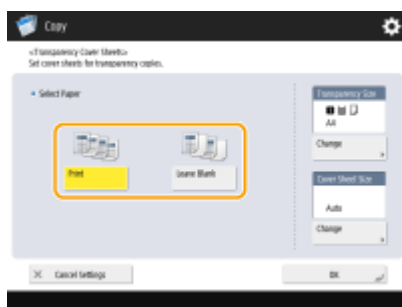 Copy
<Transparency Cover Sheets>
Set cover sheets for transparency copies.
Select Paper
Transparency Size
A4
Print
Leave Blank
Change
Cover Sheet Size
Auto
Change
Cancel Settings
OK